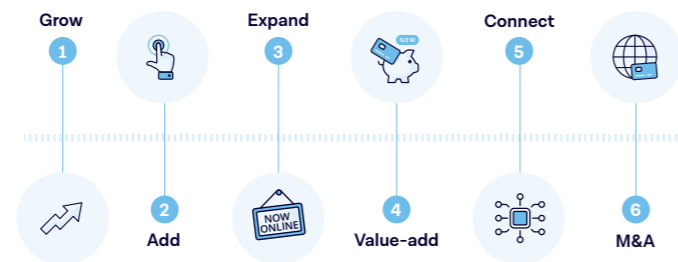 Grow
1
Expand
3
NEW
Connect
5
2
Add
NOW
ONLINE
4
Value-add
6
M&A